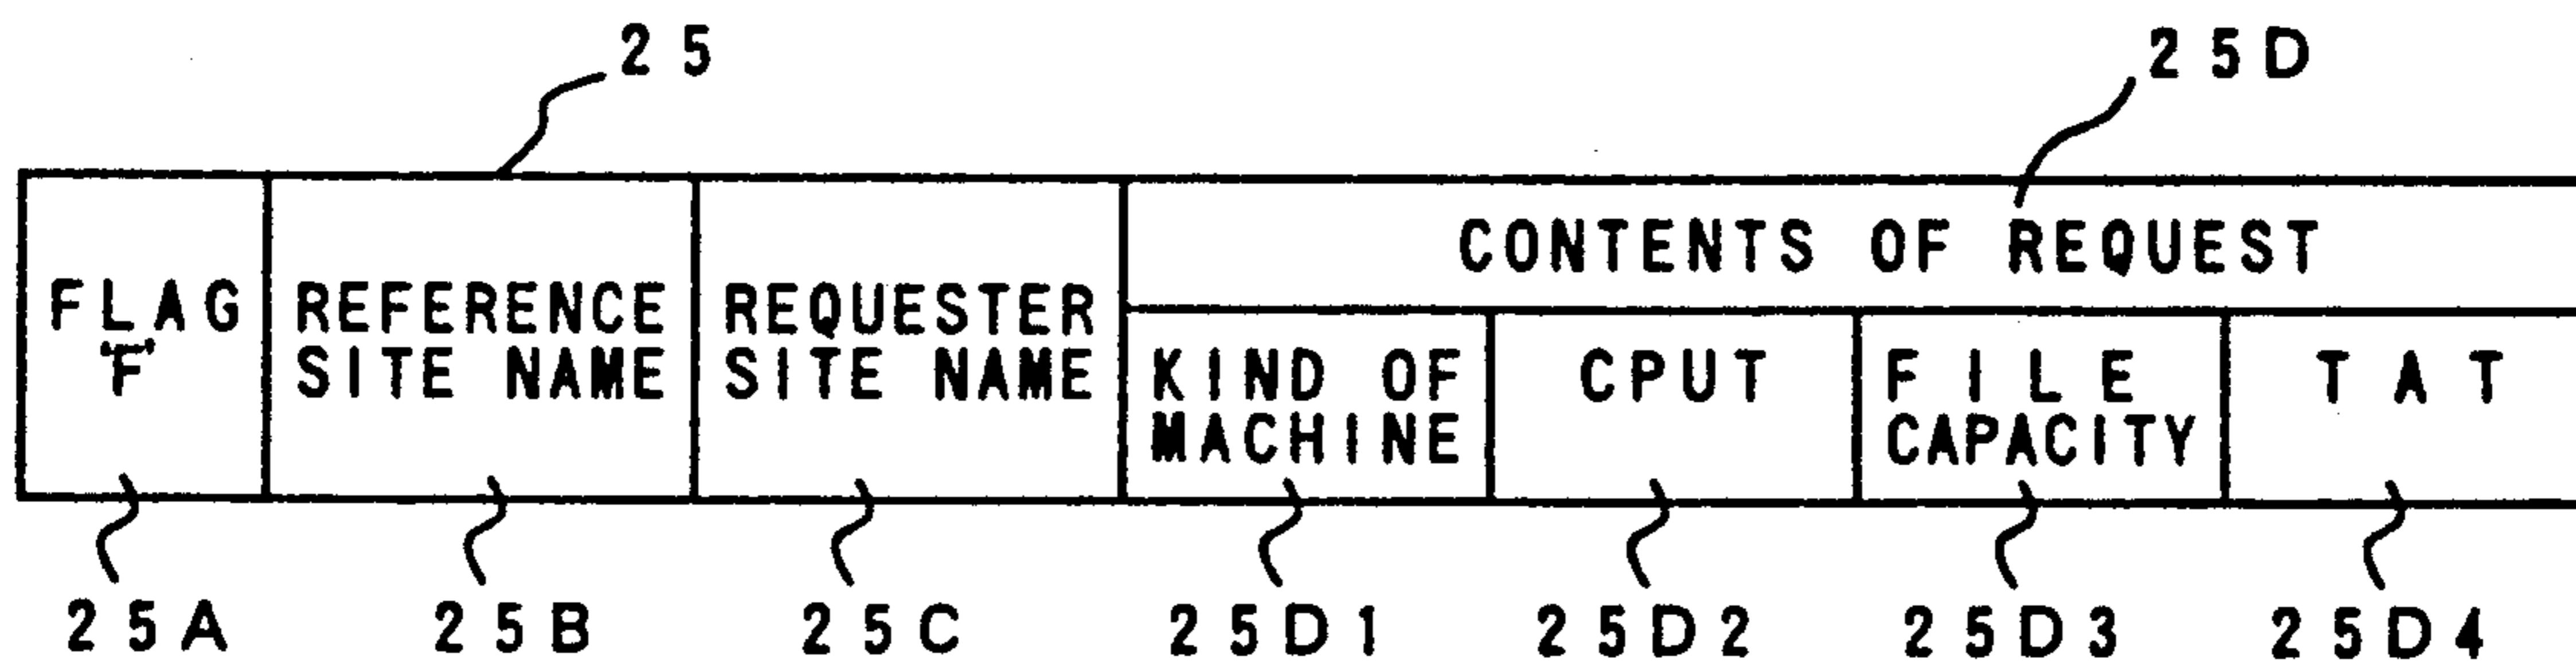 25
25D
FLAG
'F'
REFERENCE
SITE NAME
REQUESTER
SITE NAME
CONTENTS OF REQUEST
KIND OF
MACHINE
CPUT
FILE
CAPACITY
TAT
25A
25B
25C
25D1
25D2
25D3
25D4